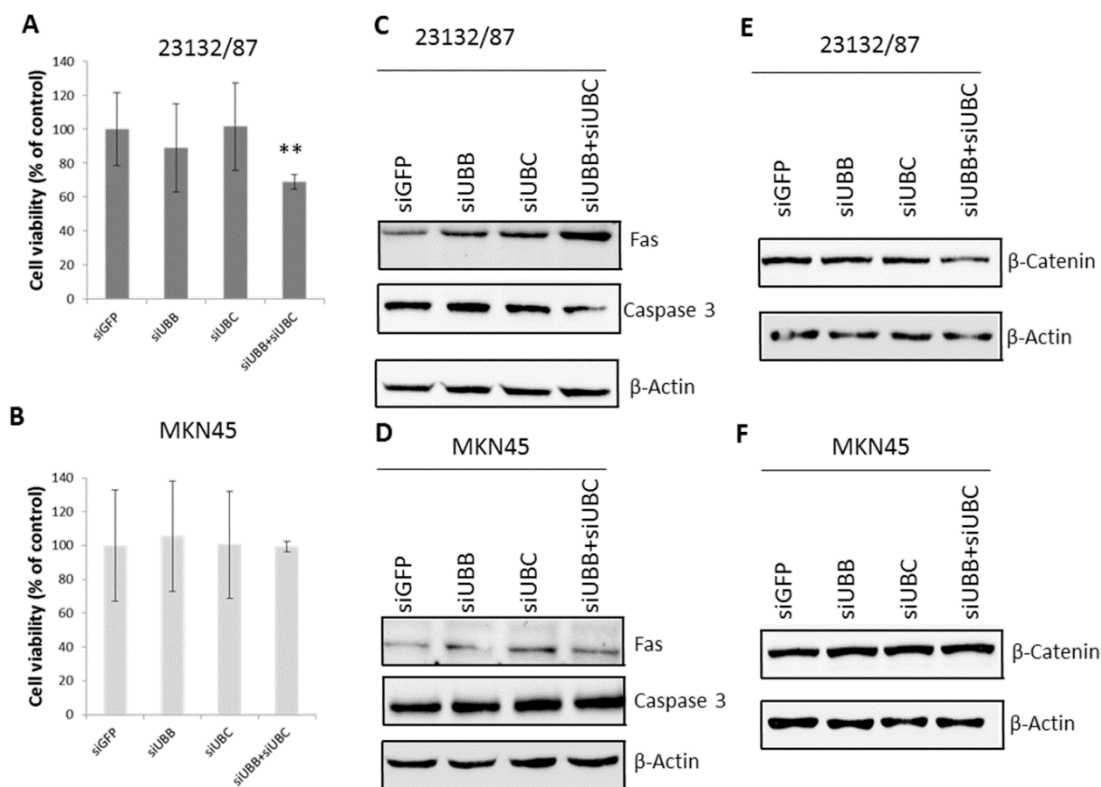 A
23132/87
Cell viability (% of control)
140
120
100
80
60
40
20
0
**
siGFP
siUBB
siUBC
siUBB+siUBC
B
MKN45
Cell viability (% of control)
140
120
100
80
60
40
20
0
siGFP
siUBB
siUBC
siUBB+siUBC
C
23132/87
siGFP
siUBB
siUBC
siUBB+siUBC
Fas
Caspase 3
β-Actin
D
MKN45
siGFP
siUBB
siUBC
siUBB+siUBC
Fas
Caspase 3
β-Actin
E
23132/87
siGFP
siUBB
siUBC
siUBB+siUBC
β-Catenin
β-Actin
F
MKN45
siGFP
siUBB
siUBC
siUBB+siUBC
β-Catenin
β-Actin